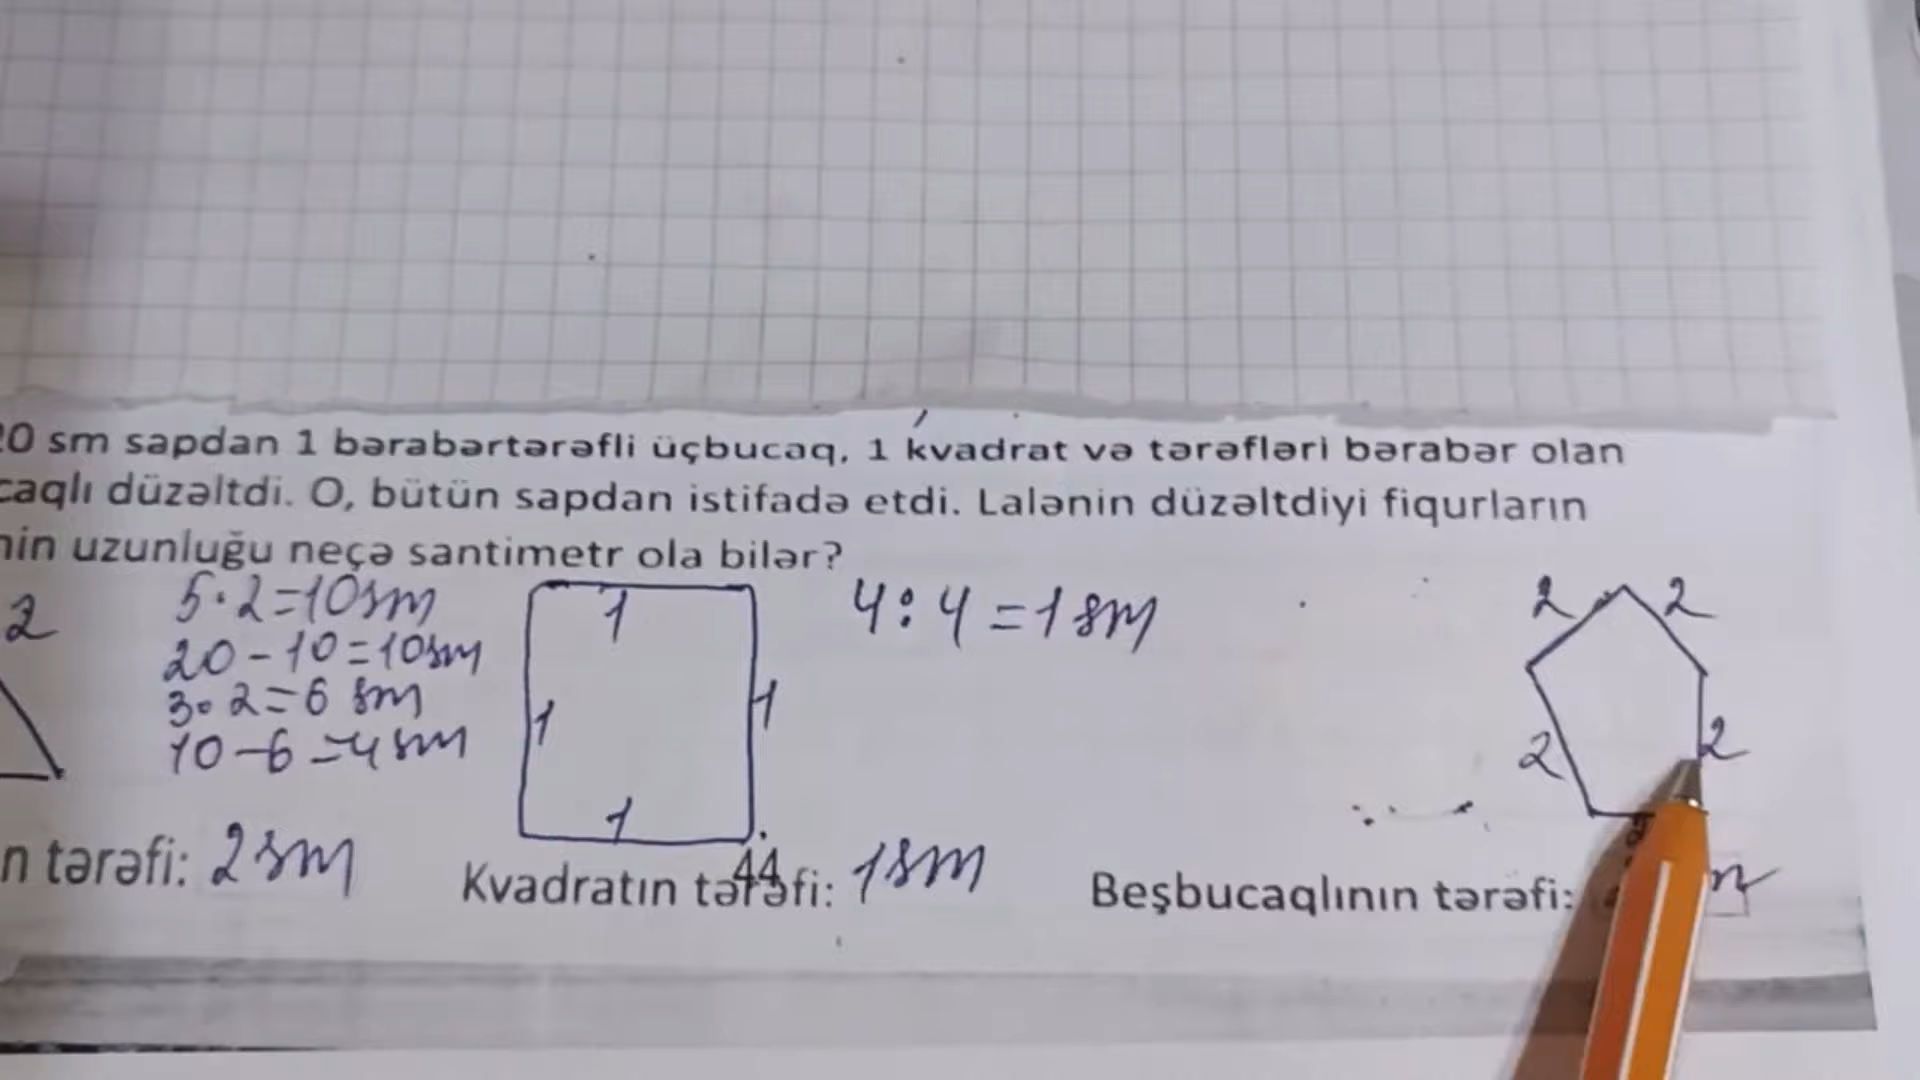 20 sm sapdan 1 bərabərtərəfli üçbucaq, 1 kvadrat və tərəfləri bərabər olan
caqlı düzəltdi. O, bütün sapdan istifadə etdi. Lalənin düzəltdiyi fiqurların
nin uzunluğu neçə santimetr ola bilər?
2
5·2=10sm
20-10=10sm
3·2=6 sm
10-6=4sm
1
1
1
1
4:4=1sm
2
2
2
2
n tərəfi: 2sm
Kvadratın tərəfi: 1sm
44
Beşbucaqlının tərəfi: